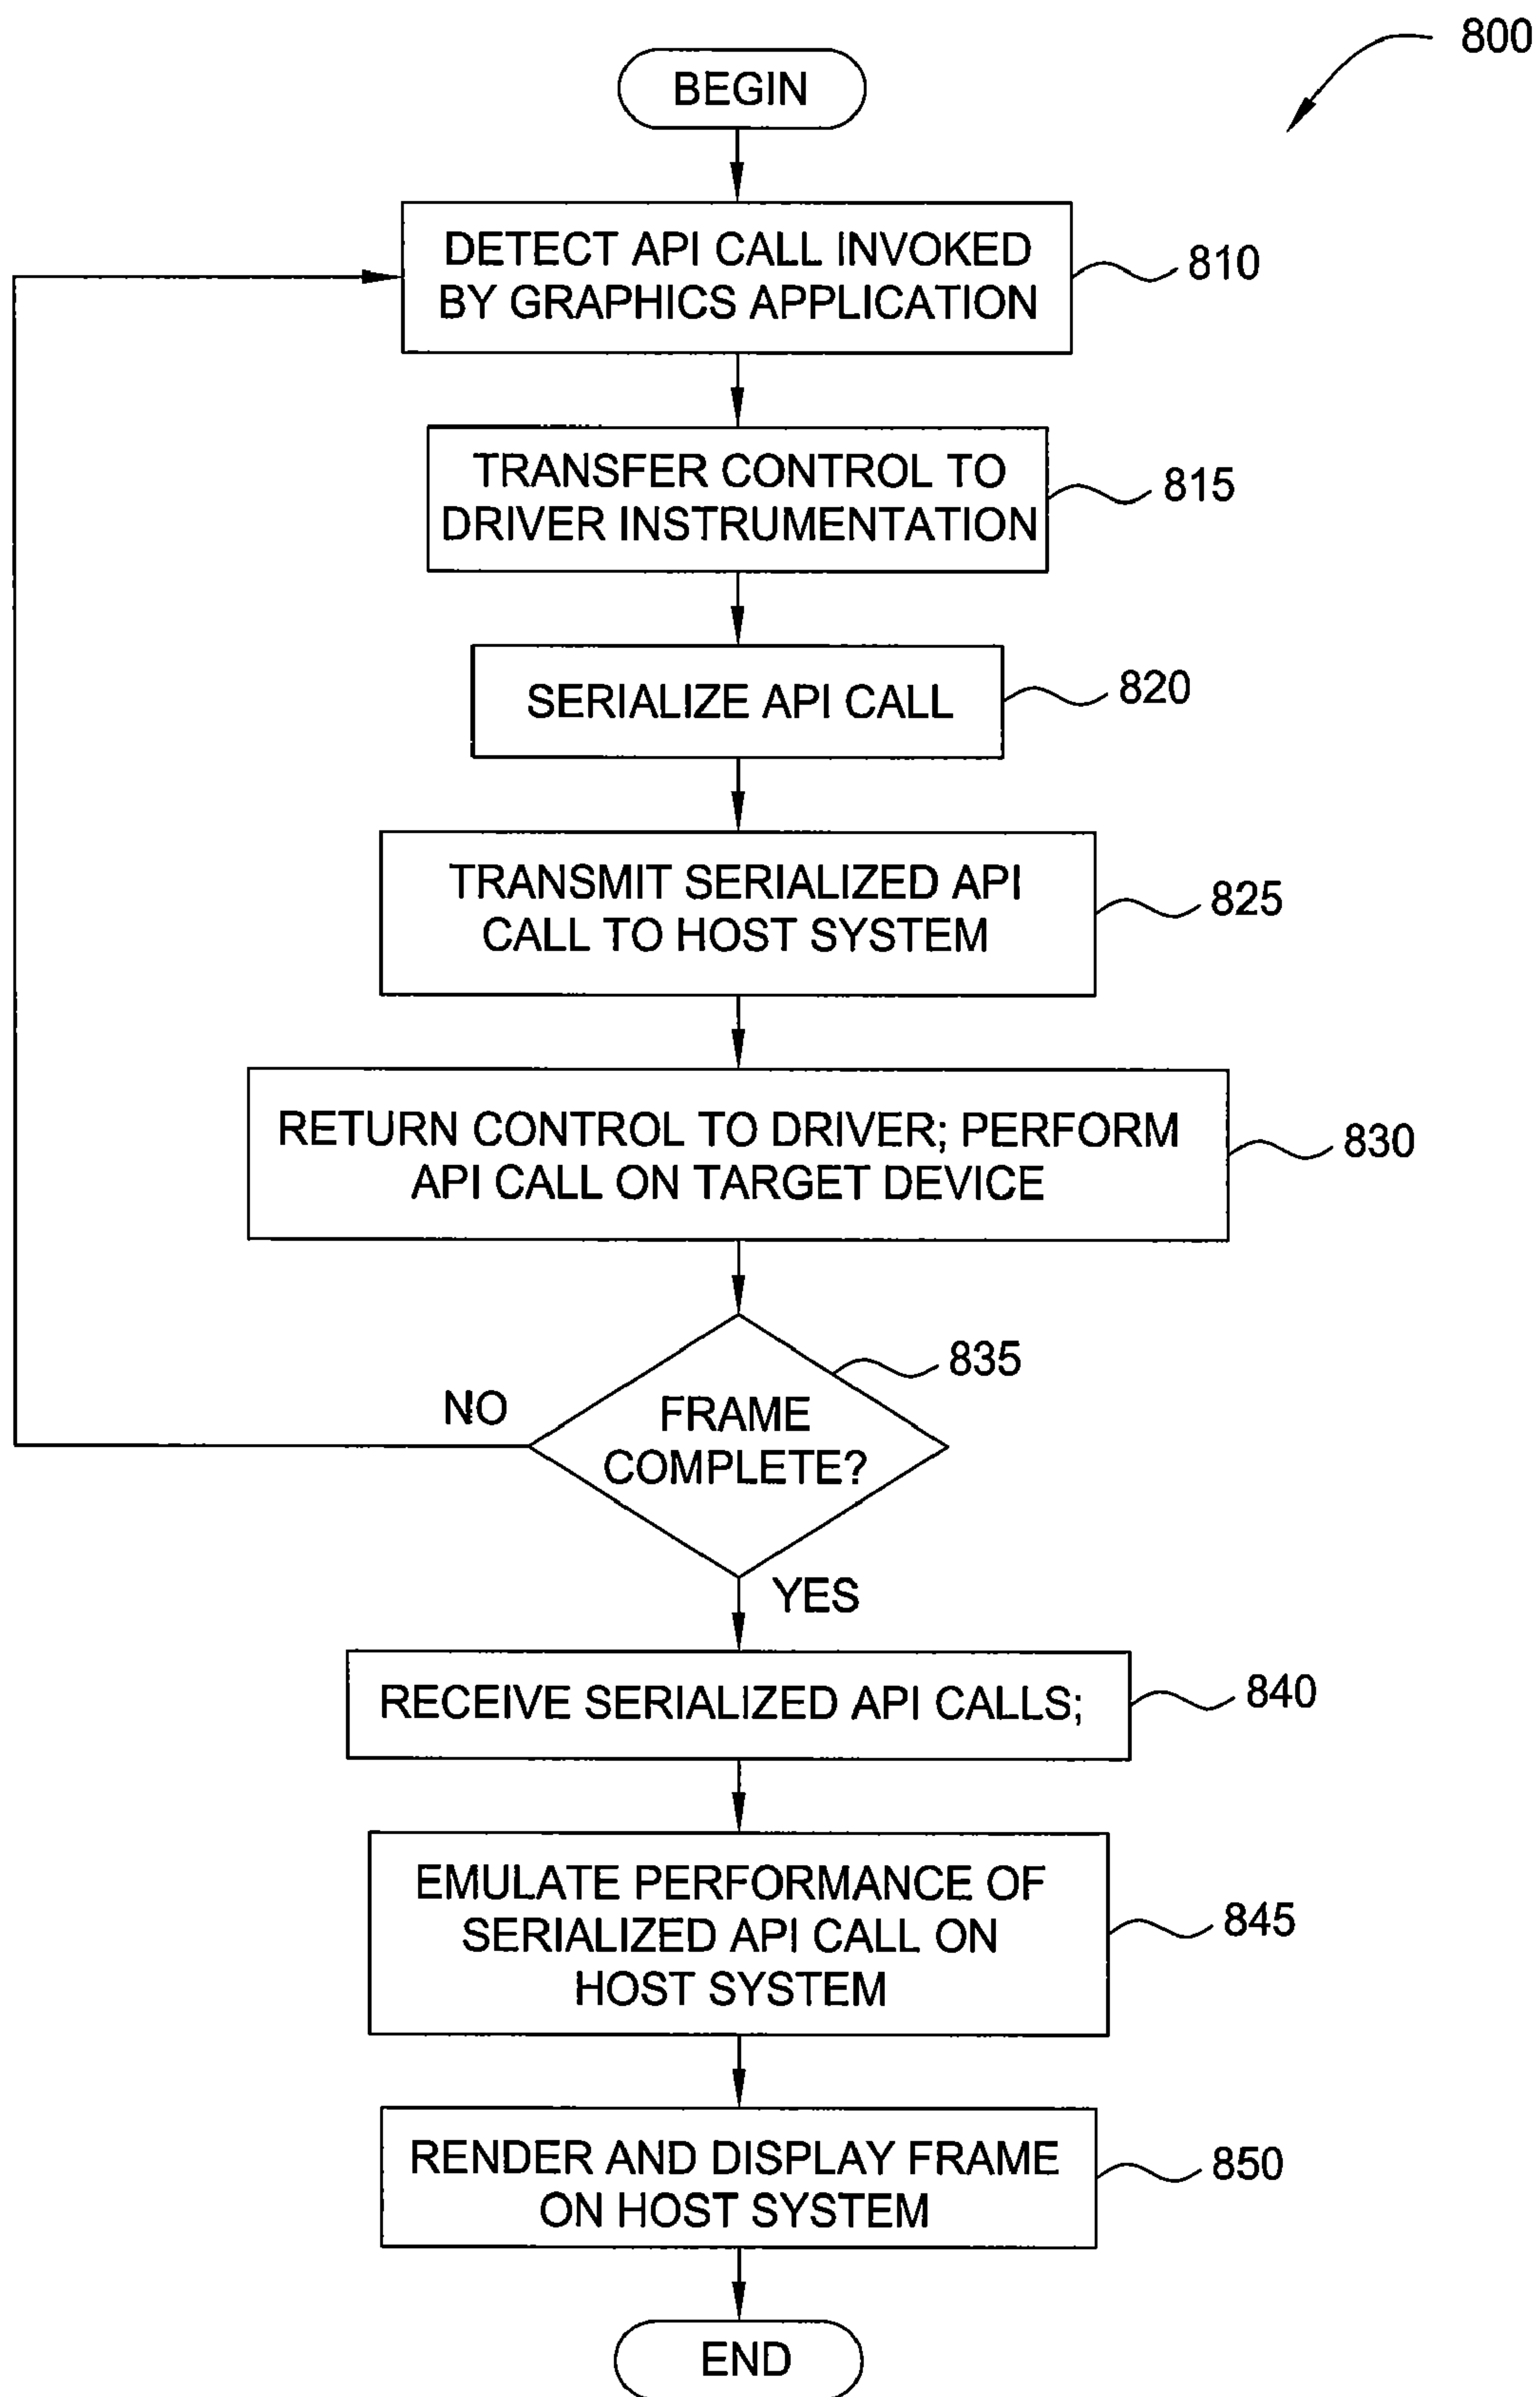 800
BEGIN
DETECT API CALL INVOKED
BY GRAPHICS APPLICATION
810
TRANSFER CONTROL TO
DRIVER INSTRUMENTATION
815
SERIALIZE API CALL
820
TRANSMIT SERIALIZED API
CALL TO HOST SYSTEM
825
RETURN CONTROL TO DRIVER; PERFORM
API CALL ON TARGET DEVICE
830
835
NO
FRAME
COMPLETE?
YES
RECEIVE SERIALIZED API CALLS;
840
EMULATE PERFORMANCE OF
SERIALIZED API CALL ON
HOST SYSTEM
845
RENDER AND DISPLAY FRAME
ON HOST SYSTEM
850
END